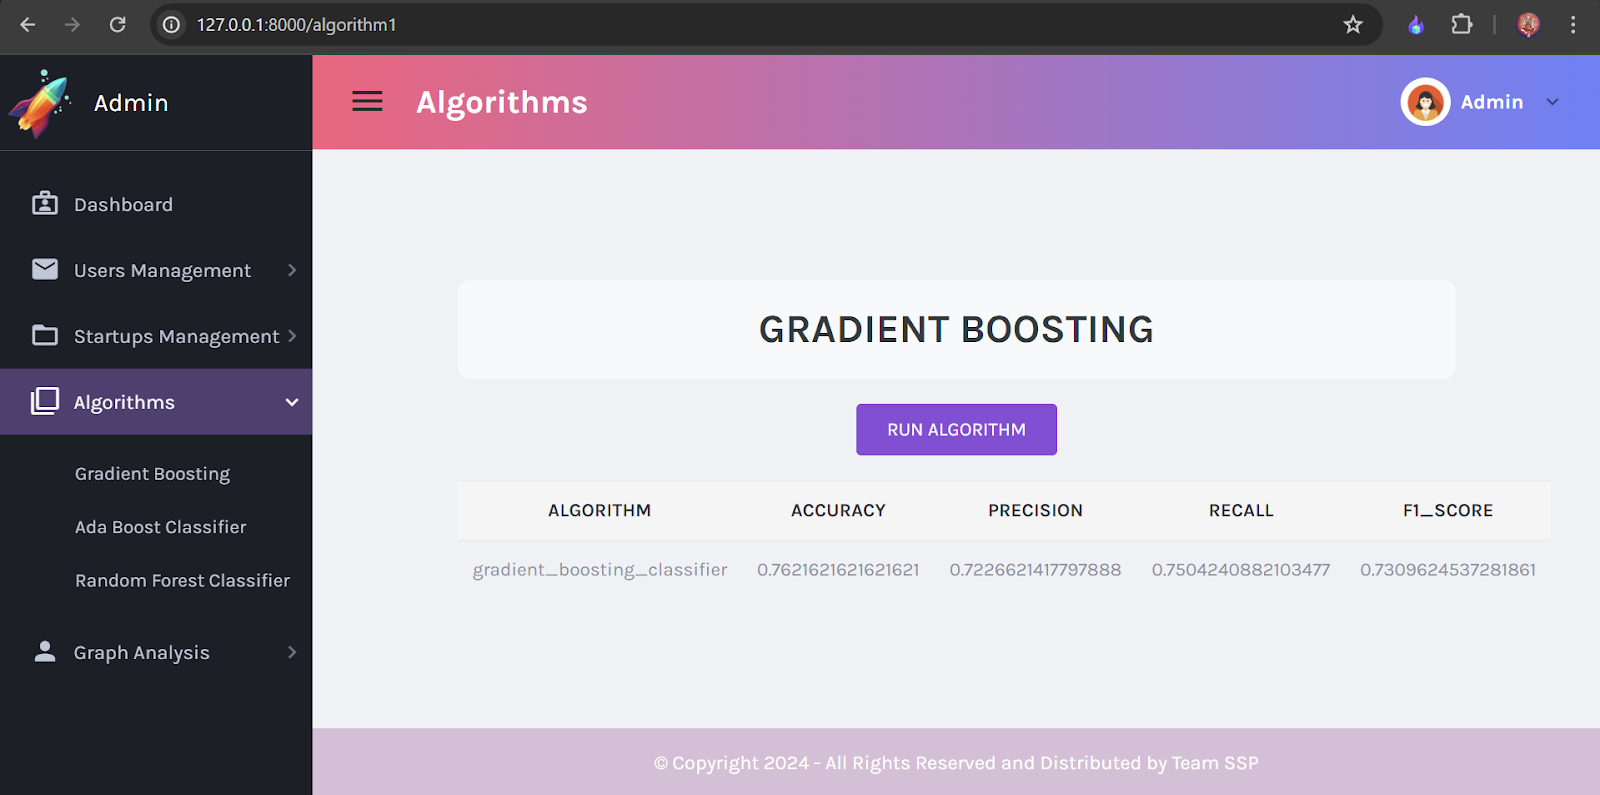 127.0.0.1:8000/algorithm1
Admin
Algorithms
Admin
Dashboard
Users Management
Startups Management
Algorithms
Gradient Boosting
Ada Boost Classifier
Random Forest Classifier
Graph Analysis
GRADIENT BOOSTING
RUN ALGORITHM
ALGORITHM ACCURACY PRECISION RECALL F1_SCORE
gradient_boosting_classifier 0.7621621621621621 0.7226621417797888 0.7504240882103477 0.7309624537281861
© Copyright 2024 - All Rights Reserved and Distributed by Team SSP